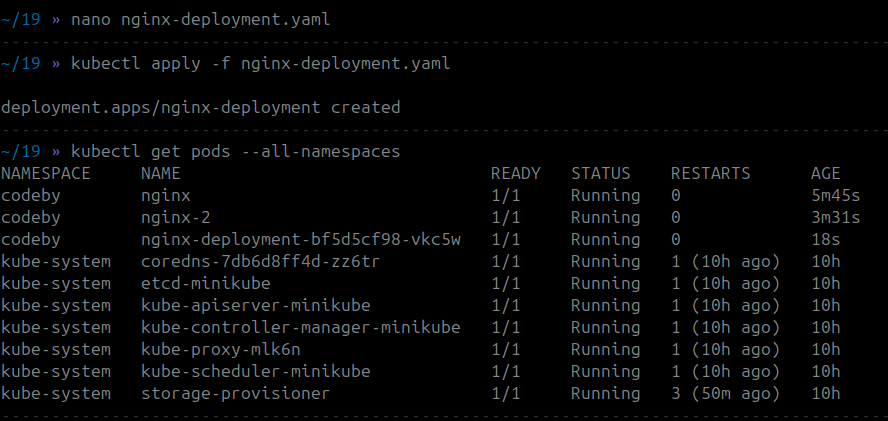 ~/19 » nano nginx-deployment.yaml
~/19 » kubectl apply -f nginx-deployment.yaml
deployment.apps/nginx-deployment created
~/19 » kubectl get pods --all-namespaces
NAMESPACE NAME READY STATUS RESTARTS AGE
codeby nginx 1/1 Running 0 5m45s
codeby nginx-2 1/1 Running 0 3m31s
codeby nginx-deployment-bf5d5cf98-vkc5w 1/1 Running 0 18s
kube-system coredns-7db6d8ff4d-zz6tr 1/1 Running 1 (10h ago) 10h
kube-system etcd-minikube 1/1 Running 1 (10h ago) 10h
kube-system kube-apiserver-minikube 1/1 Running 1 (10h ago) 10h
kube-system kube-controller-manager-minikube 1/1 Running 1 (10h ago) 10h
kube-system kube-proxy-mlk6n 1/1 Running 1 (10h ago) 10h
kube-system kube-scheduler-minikube 1/1 Running 1 (10h ago) 10h
kube-system storage-provisioner 1/1 Running 3 (50m ago) 10h